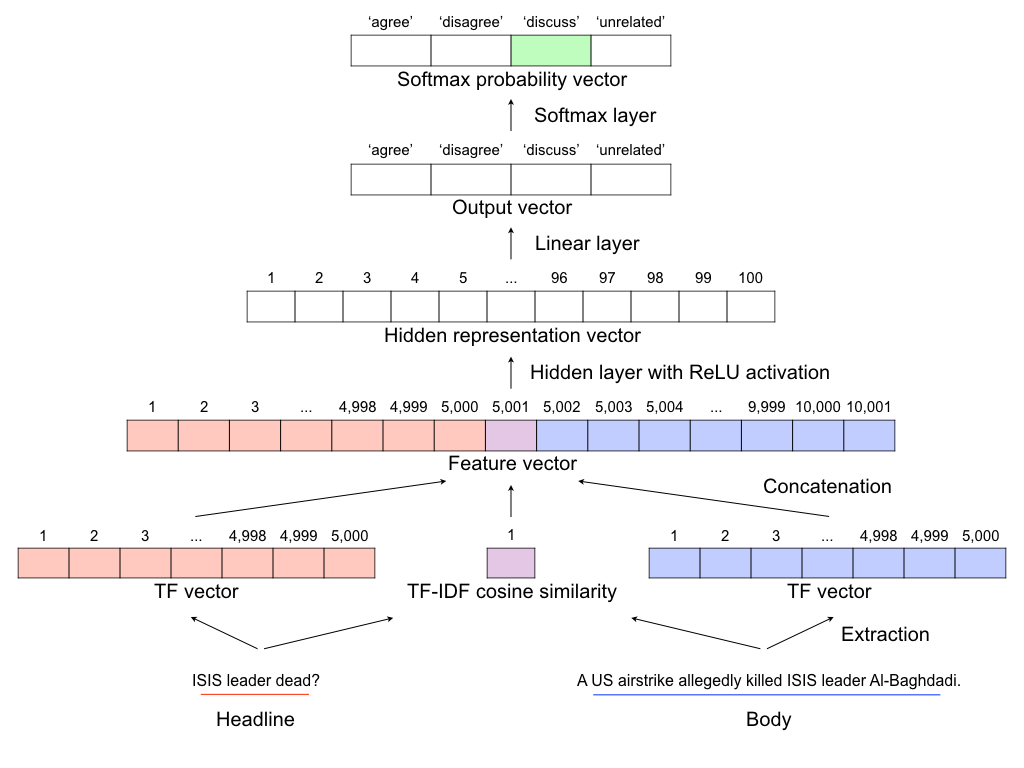 ‘agree’ ‘disagree’ ‘discuss’ ‘unrelated’
Softmax probability vector
Softmax layer
‘agree’ ‘disagree’ ‘discuss’ ‘unrelated’
Output vector
Linear layer
1 2 3 4 5 ... 96 97 98 99 100
Hidden representation vector
Hidden layer with ReLU activation
1 2 3 ... 4,998 4,999 5,000 5,001 5,002 5,003 5,004 ... 9,999 10,000 10,001
Feature vector
Concatenation
1 2 3 ... 4,998 4,999 5,000 1 1 2 3 ... 4,998 4,999 5,000
TF vector TF-IDF cosine similarity TF vector
Extraction
ISIS leader dead? A US airstrike allegedly killed ISIS leader Al-Baghdadi.
Headline Body